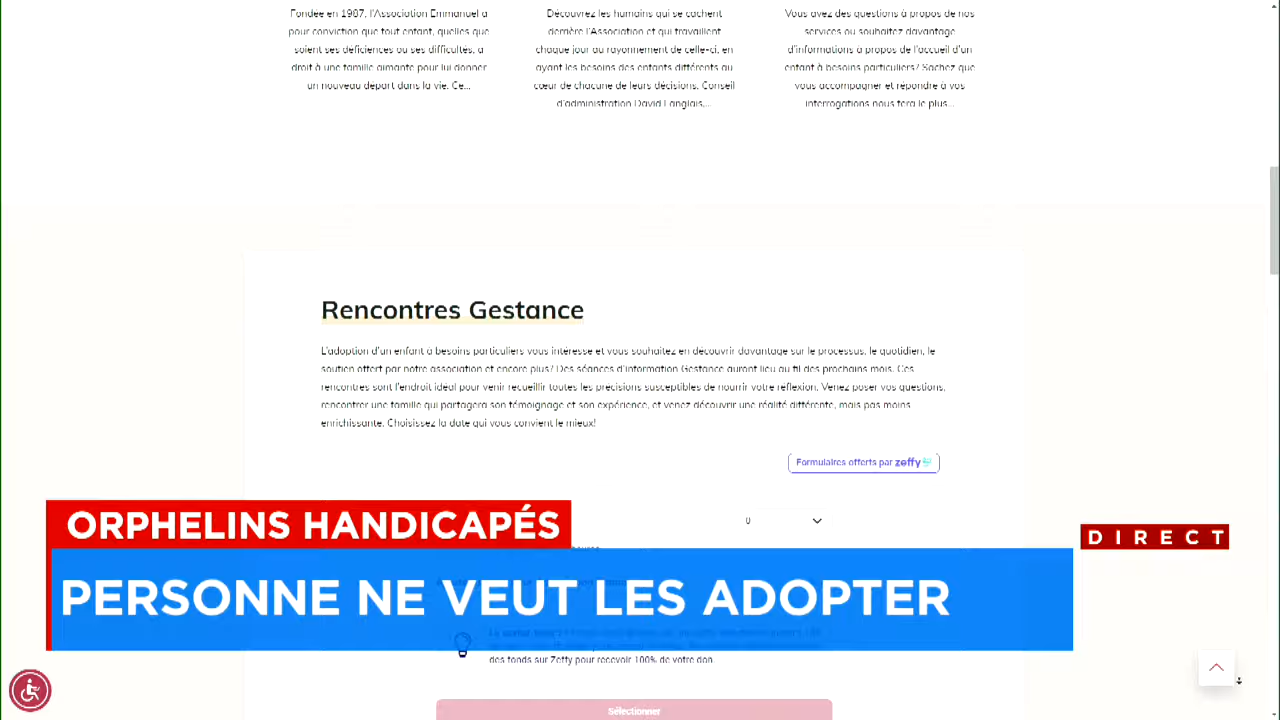 Fondée en 1987, l'Association Emmanuel a
pour conviction que tout enfant, quelles que
soient ses déficiences ou ses difficultés, a
droit à une famille aimante pour lui donner
un nouveau départ dans la vie. Ce...
Découvrez les humains qui se cachent
derrière l'Association et qui travaillent
chaque jour au rayonnement de celle-ci, en
ayant les besoins des enfants différents au
cœur de chacune de leurs décisions. Conseil
d'administration David Langlais,...
Vous avez des questions à propos de nos
services ou souhaitez davantage
d'informations à propos de l'accueil d'un
enfant à besoins particuliers? Sachez que
vous accompagner et répondre à vos
interrogations nous fera le plus...
Rencontres Gestance
L'adoption d'un enfant à besoins particuliers vous intéresse et vous souhaitez en découvrir davantage sur le processus, le quotidien, le
soutien offert par notre association et encore plus? Des séances d'information Gestance auront lieu au fil des prochains mois. Ces
rencontres sont l'endroit idéal pour venir recueillir toutes les précisions susceptibles de nourrir votre réflexion. Venez poser vos questions,
rencontrer une famille qui partagera son témoignage et son expérience, et venez découvrir une réalité différente, mais pas moins
enrichissante. Choisissez la date qui vous convient le mieux!
Formulaires offerts par zeffy
0
ORPHELINS HANDICAPÉS
DIRECT
PERSONNE NE VEUT LES ADOPTER
des fonds sur Zeffy pour recevoir 100% de votre don.
Sélectionner